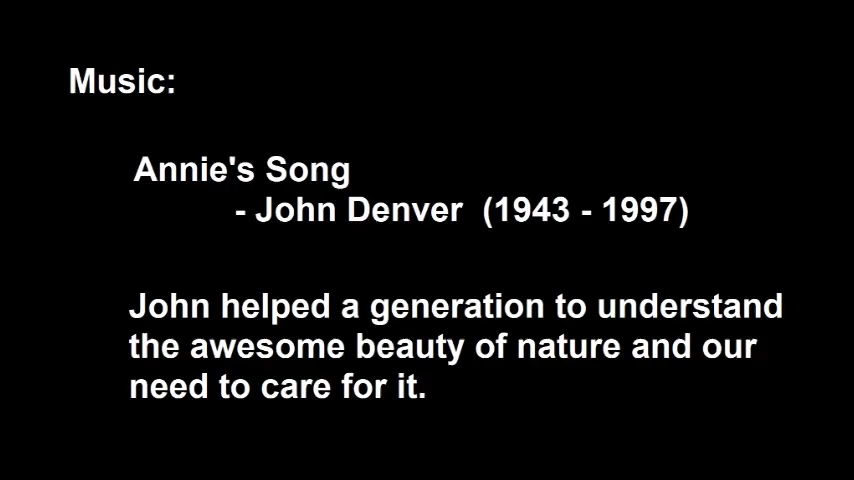 Music:
Annie's Song
- John Denver (1943 - 1997)
John helped a generation to understand
the awesome beauty of nature and our
need to care for it.